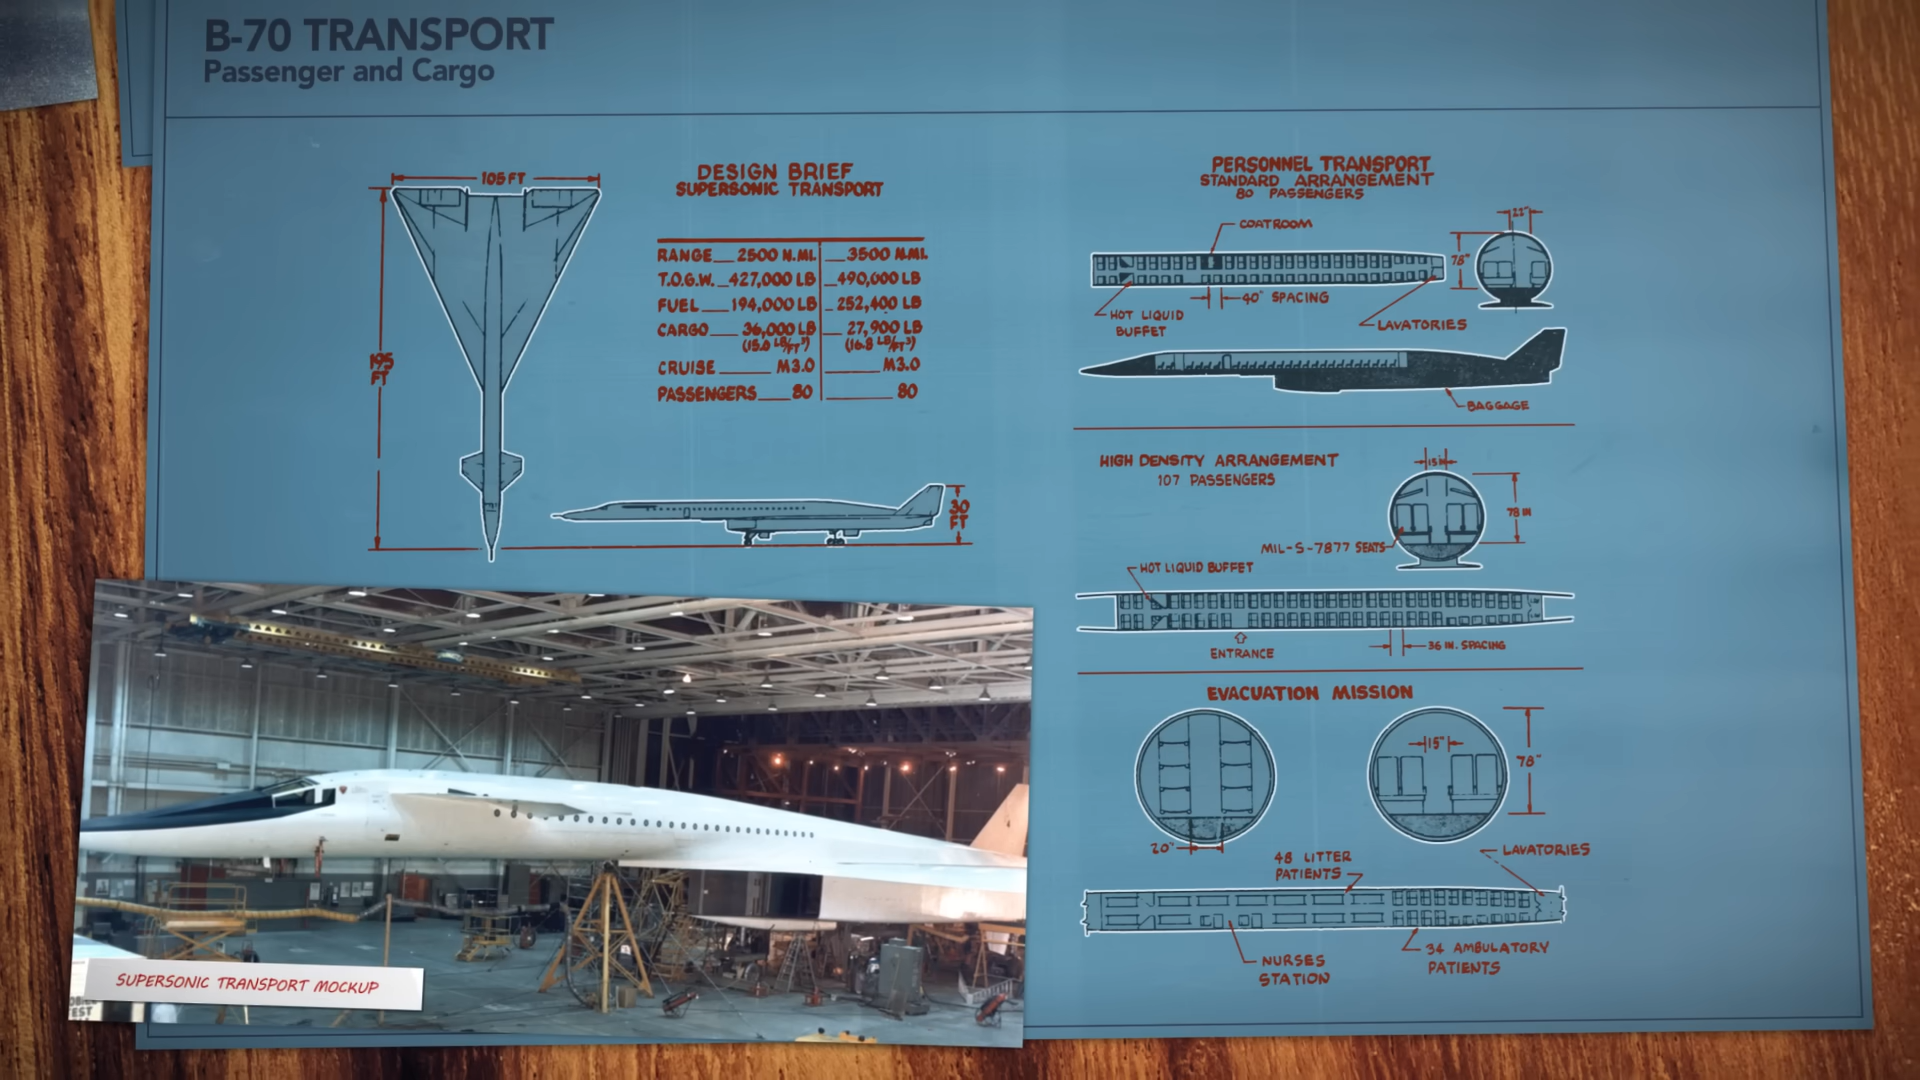 B-70 TRANSPORT
Passenger and Cargo
105 FT
195
FT
30
FT
DESIGN BRIEF
SUPERSONIC TRANSPORT
RANGE 2500 N.MI. 3500 N.MI.
T.O.G.W. 427,000 LB 490,000 LB
FUEL 194,000 LB 252,400 LB
CARGO 36,000 LB 27,900 LB
(15.0 LB/FT³) (16.8 LB/FT³)
CRUISE M3.0 M3.0
PASSENGERS 80 80
PERSONNEL TRANSPORT
STANDARD ARRANGEMENT
80 PASSENGERS
COATROOM
22"
78"
40" SPACING
HOT LIQUID
BUFFET
LAVATORIES
BAGGAGE
HIGH DENSITY ARRANGEMENT
107 PASSENGERS
15"
78 IN
MIL-S-7877 SEATS
HOT LIQUID BUFFET
ENTRANCE
36 IN. SPACING
EVACUATION MISSION
15"
78"
20"
48 LITTER
PATIENTS
LAVATORIES
NURSES
STATION
34 AMBULATORY
PATIENTS
SUPERSONIC TRANSPORT MOCKUP